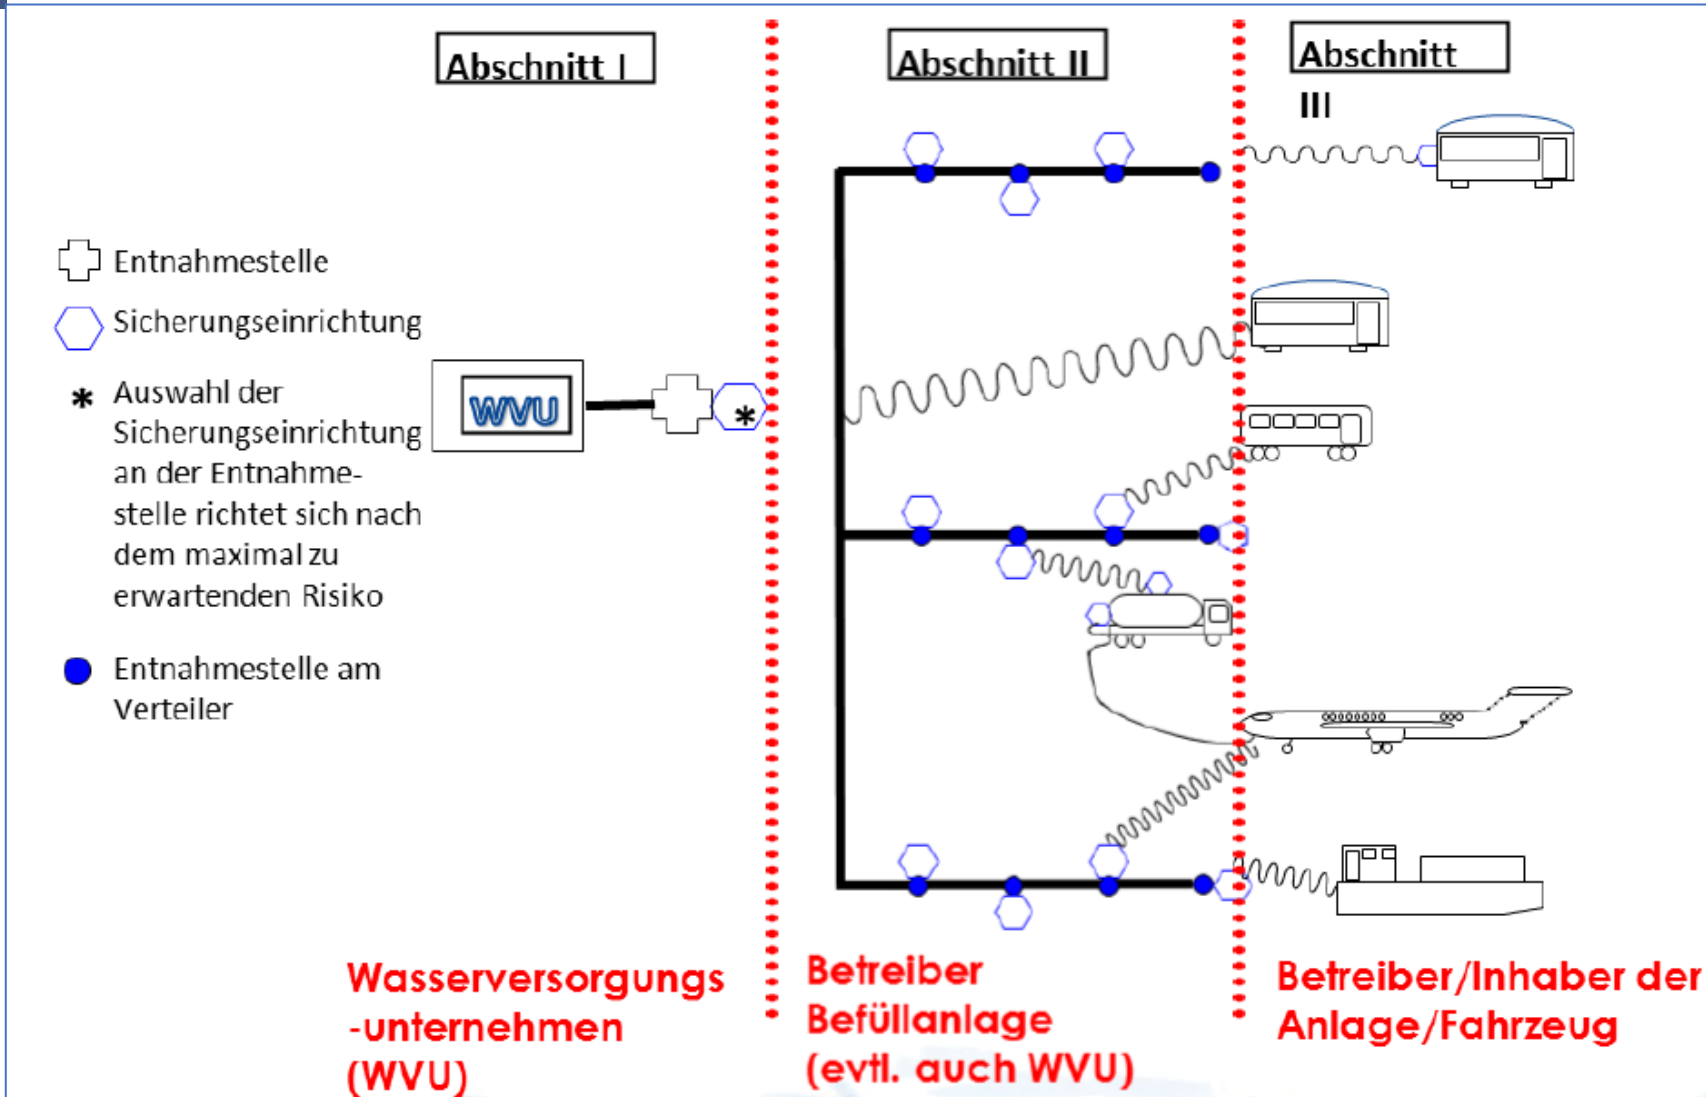 Abschnitt I
Abschnitt II
Abschnitt
III
Entnahmestelle
Sicherungseinrichtung
* Auswahl der
Sicherungseinrichtung
an der Entnahme-
stelle richtet sich nach
dem maximal zu
erwartenden Risiko
Entnahmestelle am
Verteiler
WVU
*
Wasserversorgungs
-unternehmen
(WVU)
Betreiber
Befüllanlage
(evtl. auch WVU)
Betreiber/Inhaber der
Anlage/Fahrzeug